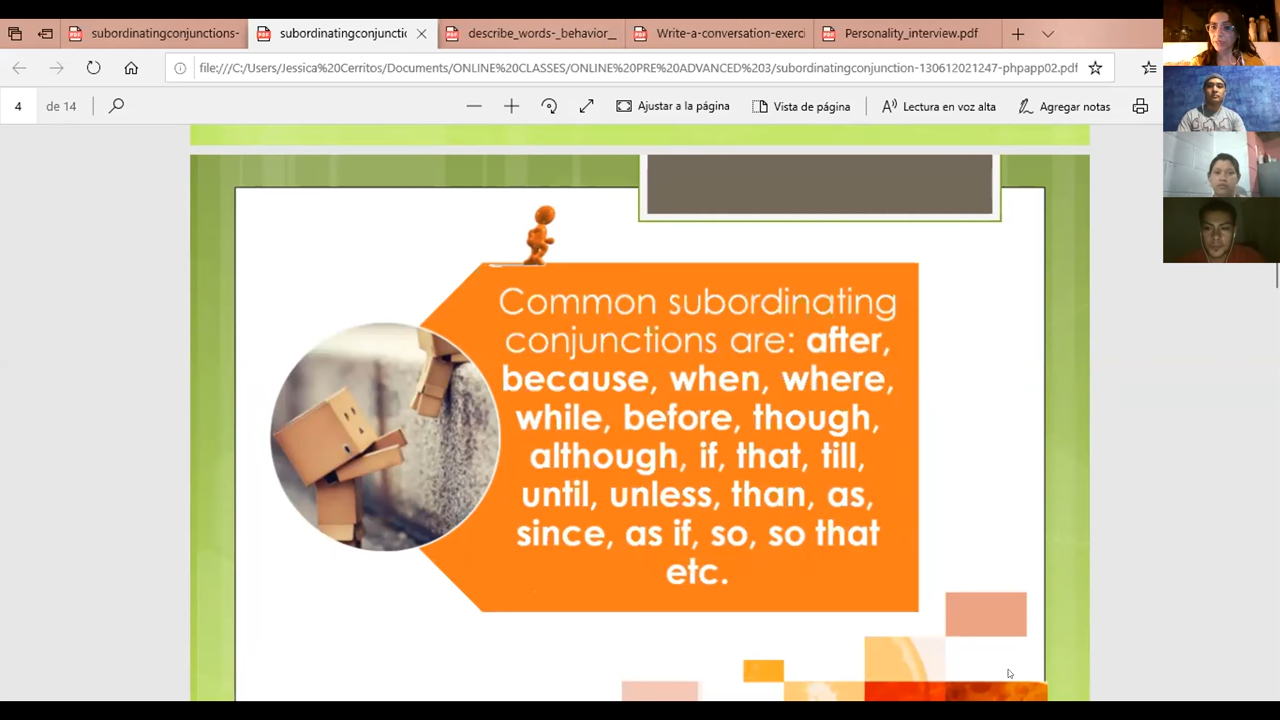 subordinatingconjunctions-
subordinatingconjunctic
describe_words-_behavior_
Write-a-conversation-exerci
Personality_interview.pdf
file:///C:/Users/Jessica%20Cerritos/Documents/ONLINE%20CLASSES/ONLINE%20PRE%20ADVANCED%203/subordinatingconjunction-130612021247-phpapp02.pdf
4 de 14
Ajustar a la página
Vista de página
Lectura en voz alta
Agregar notas
Common subordinating
conjunctions are: after,
because, when, where,
while, before, though,
although, if, that, till,
until, unless, than, as,
since, as if, so, so that
etc.